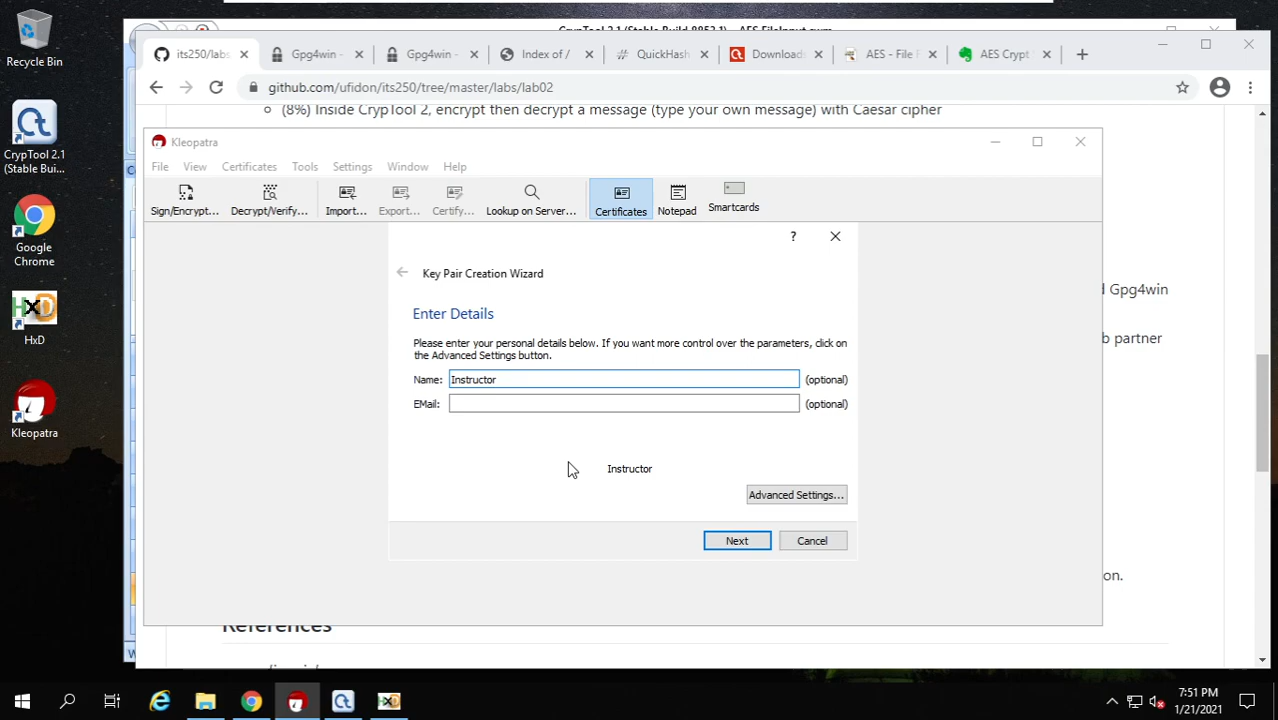 Recycle Bin
CrypTool 2.1
(Stable Bui...
Google
Chrome
HxD
Kleopatra
CrypTool 2.1 (Stable Build 8853.1)
its250/labs
Gpg4win -
Gpg4win -
Index of /
QuickHash
Downloads
AES - File F
AES Crypt
github.com/ufidon/its250/tree/master/labs/lab02
(8%) Inside CrypTool 2, encrypt then decrypt a message (type your own message) with Caesar cipher
Kleopatra
File View Certificates Tools Settings Window Help
Sign/Encrypt... Decrypt/Verify... Import... Export... Certify... Lookup on Server... Certificates Notepad Smartcards
?
Key Pair Creation Wizard
Enter Details
Gpg4win
Please enter your personal details below. If you want more control over the parameters, click on
the Advanced Settings button.
partner
Name: Instructor (optional)
EMail: (optional)
Instructor
Advanced Settings...
Next Cancel
on.
References
7:51 PM
1/21/2021